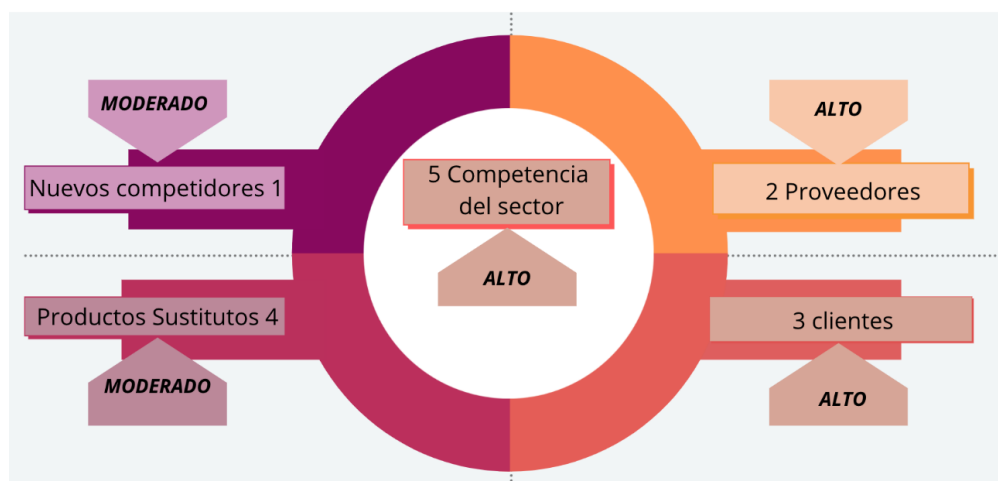 MODERADO
Nuevos competidores 1
ALTO
2 Proveedores
5 Competencia
del sector
ALTO
Productos Sustitutos 4
MODERADO
3 clientes
ALTO